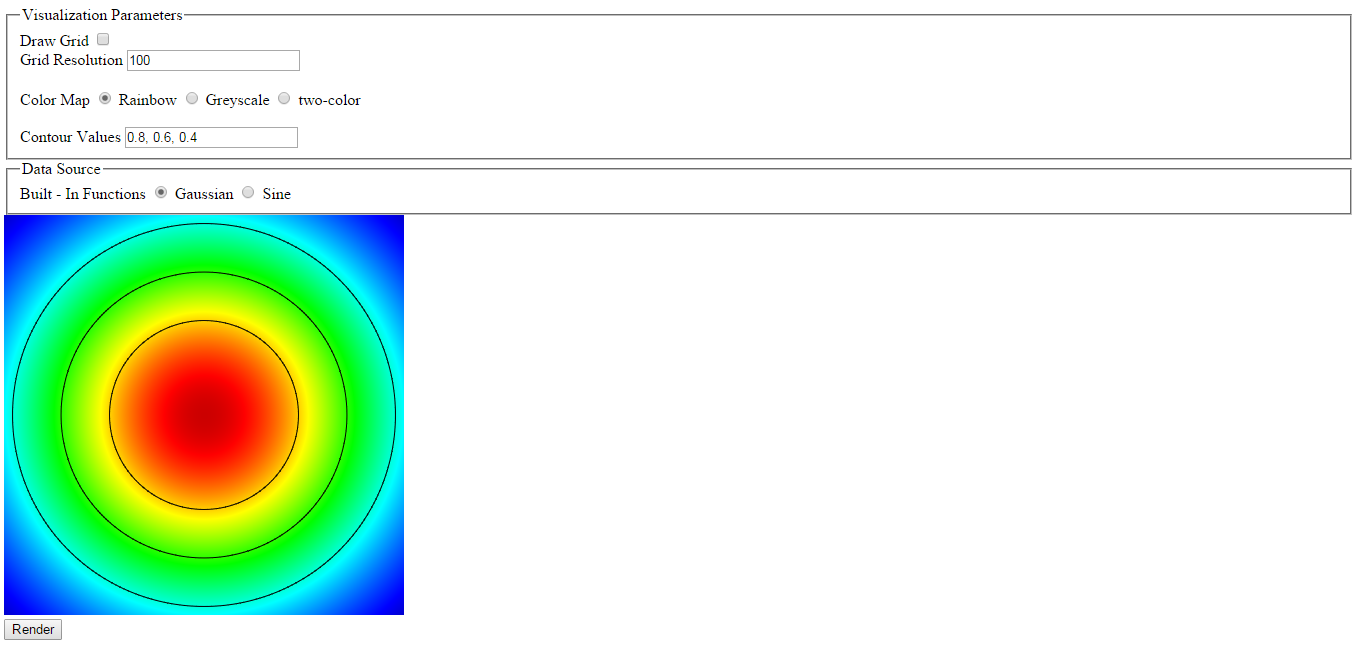 Visualization Parameters
Draw Grid
Grid Resolution 100
Color Map Rainbow Greyscale two-color
Contour Values 0.8, 0.6, 0.4
Data Source
Built - In Functions Gaussian Sine
Render